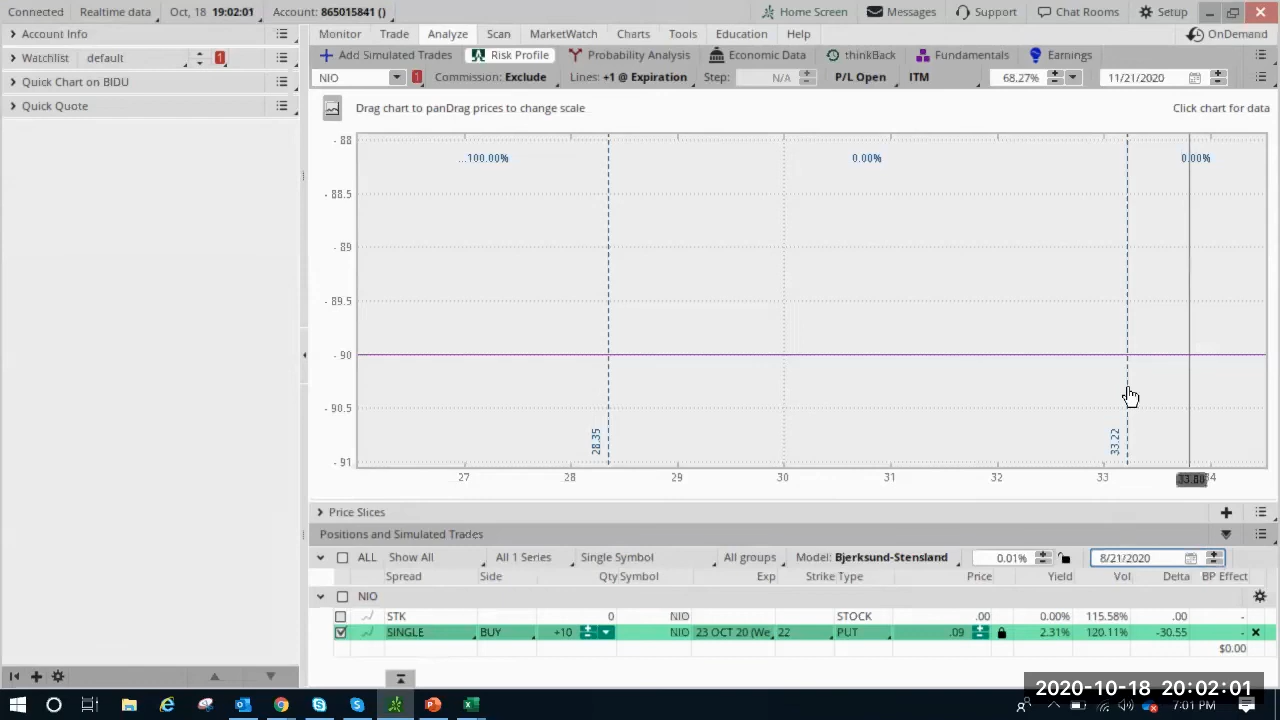 Connected Realtime data Oct, 18 19:02:01 Account: 865015841 () Home Screen Messages Support Chat Rooms Setup
Account Info Monitor Trade Analyze Scan MarketWatch Charts Tools Education Help OnDemand
Watchlist default 1 Add Simulated Trades Risk Profile Probability Analysis Economic Data thinkBack Fundamentals Earnings
Quick Chart on BIDU NIO 1 Commission: Exclude Lines: +1 @ Expiration Step: N/A P/L Open ITM 68.27% 11/21/2020
Quick Quote Drag chart to panDrag prices to change scale Click chart for data
-88
...100.00% 0.00% 0.00%
-88.5
-89
-89.5
-90
-90.5
28.35 33.22
-91
27 28 29 30 31 32 33 33.80 34
Price Slices
Positions and Simulated Trades
ALL Show All All 1 Series Single Symbol All groups Model: Bjerksund-Stensland 0.01% 8/21/2020
Spread Side Qty Symbol Exp Strike Type Price Yield Vol Delta BP Effect
NIO
STK 0 NIO STOCK .00 0.00% 115.58% .00 -
SINGLE BUY +10 NIO 23 OCT 20 (We 22 PUT .09 2.31% 120.11% -30.55 -
$0.00
2020-10-18 20:02:01
7:01 PM